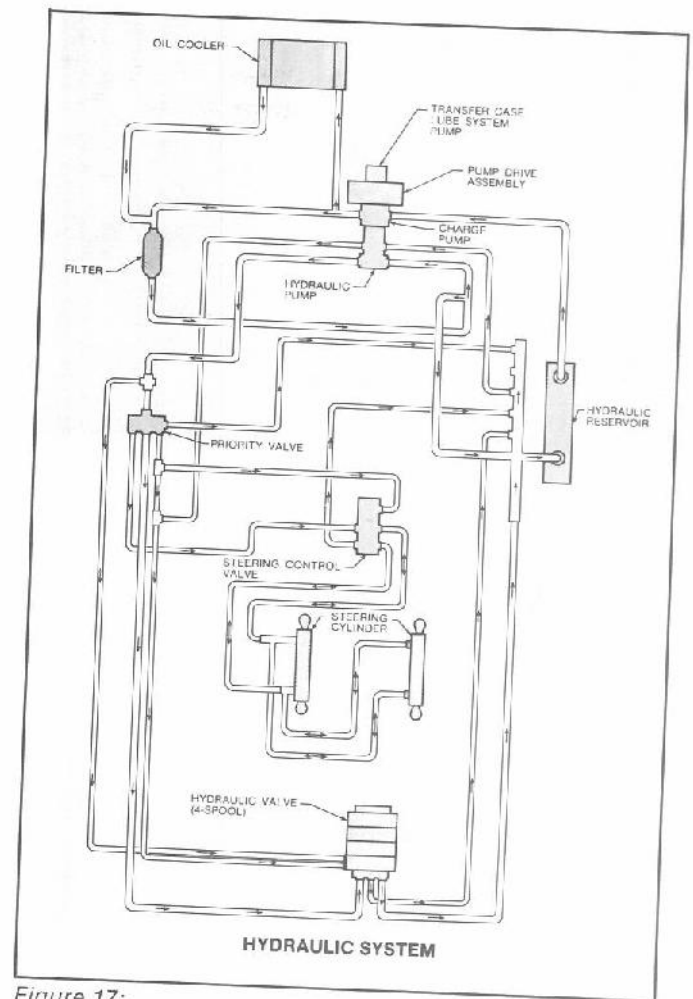 OIL COOLER
TRANSFER CASE
LUBE SYSTEM
PUMP
PUMP DRIVE
ASSEMBLY
CHARGE
PUMP
FILTER
HYDRAULIC
PUMP
HYDRAULIC
RESERVOIR
PRIORITY VALVE
STEERING CONTROL
VALVE
STEERING
CYLINDER
HYDRAULIC VALVE
(4-SPOOL)
HYDRAULIC SYSTEM
Figure 17: